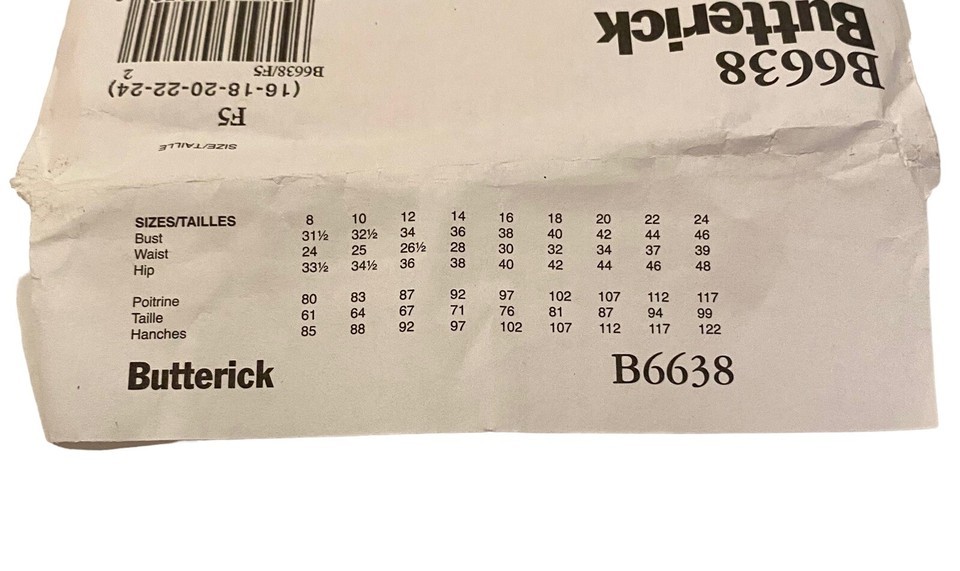 Butterick
B6638
2
B6638/F5
(16-18-20-22-24)
F5
SIZE/TAILLE
SIZES/TAILLES 8 10 12 14 16 18 20 22 24
Bust 31½ 32½ 34 36 38 40 42 44 46
Waist 24 25 26½ 28 30 32 34 37 39
Hip 33½ 34½ 36 38 40 42 44 46 48
Poitrine 80 83 87 92 97 102 107 112 117
Taille 61 64 67 71 76 81 87 94 99
Hanches 85 88 92 97 102 107 112 117 122
Butterick B6638